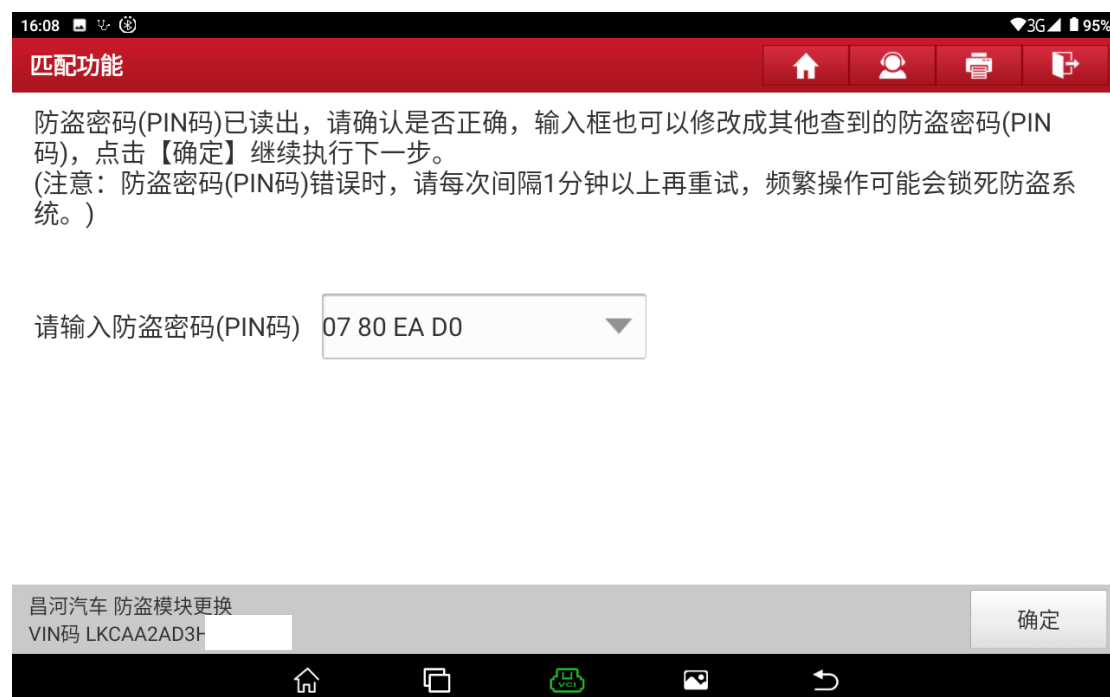 16:08
3G
95%
匹配功能
防盗密码(PIN码)已读出，请确认是否正确，输入框也可以修改成其他查到的防盗密码(PIN
码)，点击【确定】继续执行下一步。
(注意：防盗密码(PIN码)错误时，请每次间隔1分钟以上再重试，频繁操作可能会锁死防盗系
统。)
请输入防盗密码(PIN码)
07 80 EA D0
昌河汽车 防盗模块更换
VIN码 LKCAA2AD3H
确定
VCI